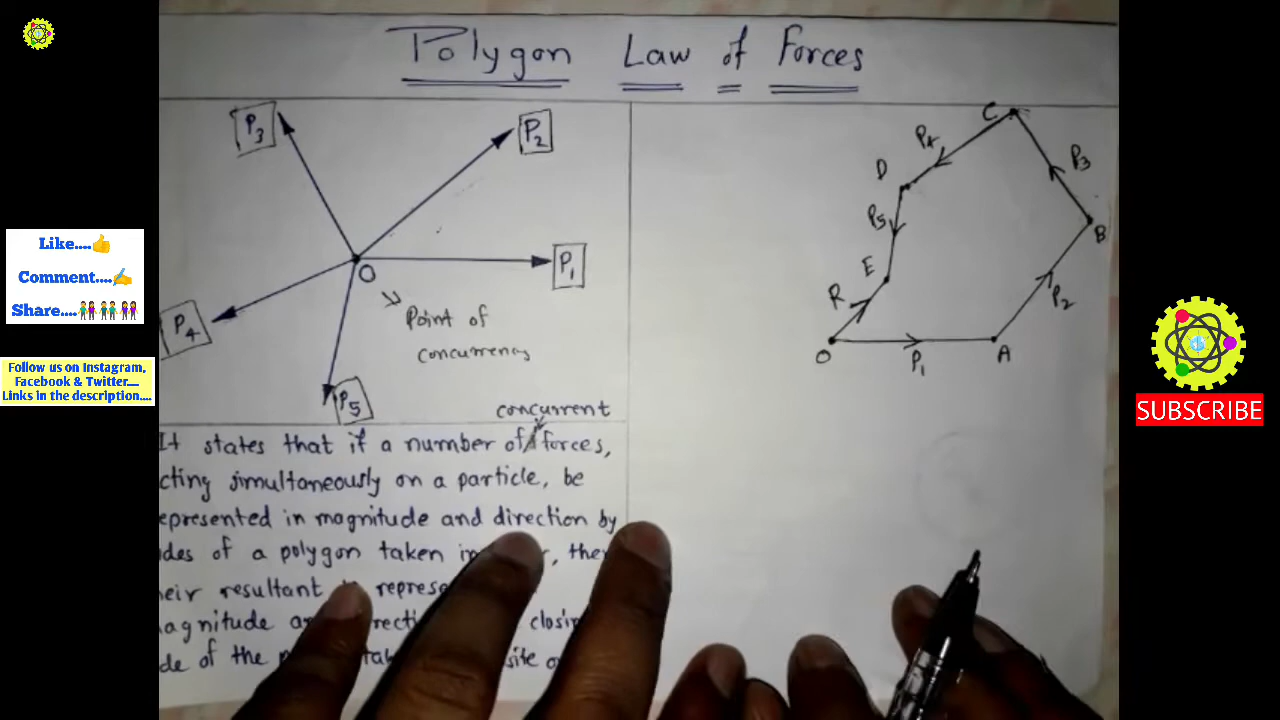 Polygon Law of Forces
P3
P2
P1
O
Point of
concurrency
P4
P5
concurrent
It states that if a number of forces,
cting simultaneously on a particle, be
epresented in magnitude and direction by
des of a polygon taken in
heir resultant
agnitude
de of the
C
P4
P3
D
P5
B
E
P2
R
O
P1
A
Like....👍
Comment....✍
Share....
Follow us on Instagram,
Facebook & Twitter....
Links in the description....
SUBSCRIBE